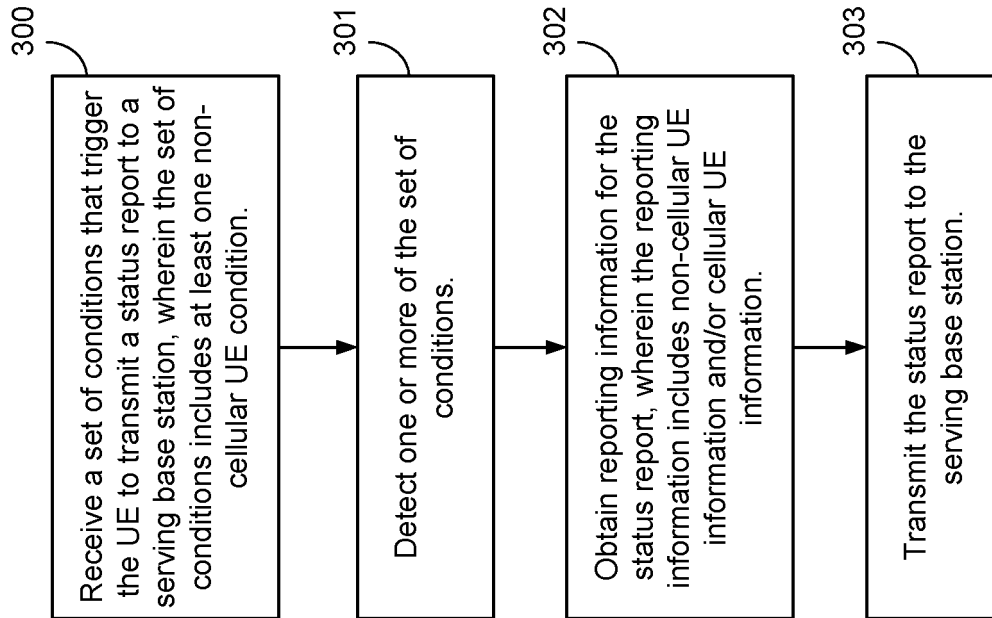 300
Receive a set of conditions that trigger
the UE to transmit a status report to a
serving base station, wherein the set of
conditions includes at least one non-
cellular UE condition.
301
Detect one or more of the set of
conditions.
302
Obtain reporting information for the
status report, wherein the reporting
information includes non-cellular UE
information and/or cellular UE
information.
303
Transmit the status report to the
serving base station.